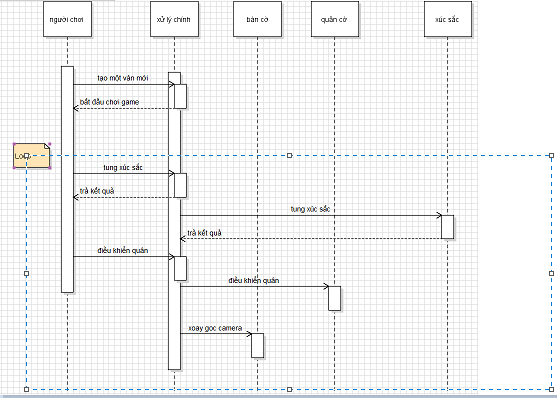 người chơi
xử lý chính
bàn cờ
quân cờ
xúc sắc
tạo một ván mới
bắt đầu chơi game
tung xúc sắc
trả kết quả
tung xúc sắc
trả kết quả
điều khiển quân
điều khiển quân
xoay góc camera